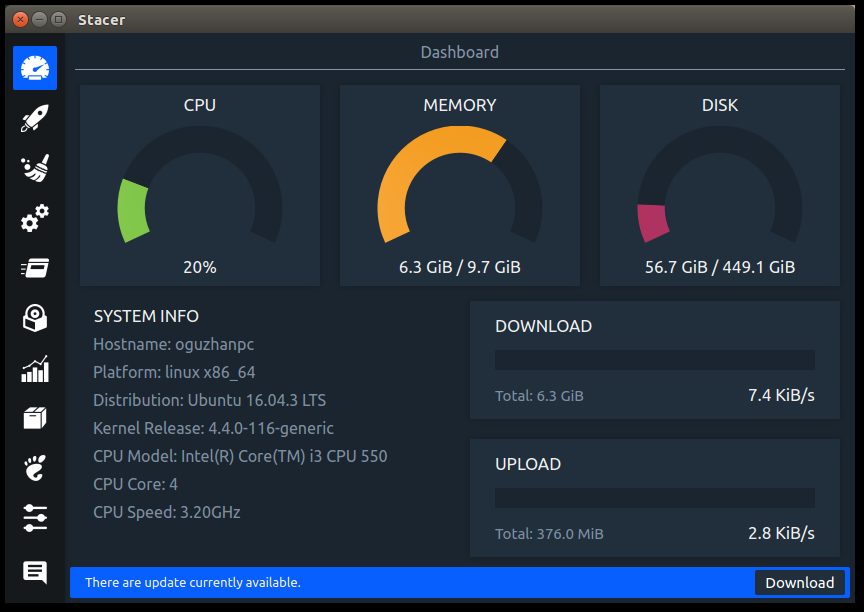 Stacer
Dashboard
CPU
20%
MEMORY
6.3 GiB / 9.7 GiB
DISK
56.7 GiB / 449.1 GiB
SYSTEM INFO
Hostname: oguzhanpc
Platform: linux x86_64
Distribution: Ubuntu 16.04.3 LTS
Kernel Release: 4.4.0-116-generic
CPU Model: Intel(R) Core(TM) i3 CPU 550
CPU Core: 4
CPU Speed: 3.20GHz
DOWNLOAD
Total: 6.3 GiB 7.4 KiB/s
UPLOAD
Total: 376.0 MiB 2.8 KiB/s
There are update currently available. Download